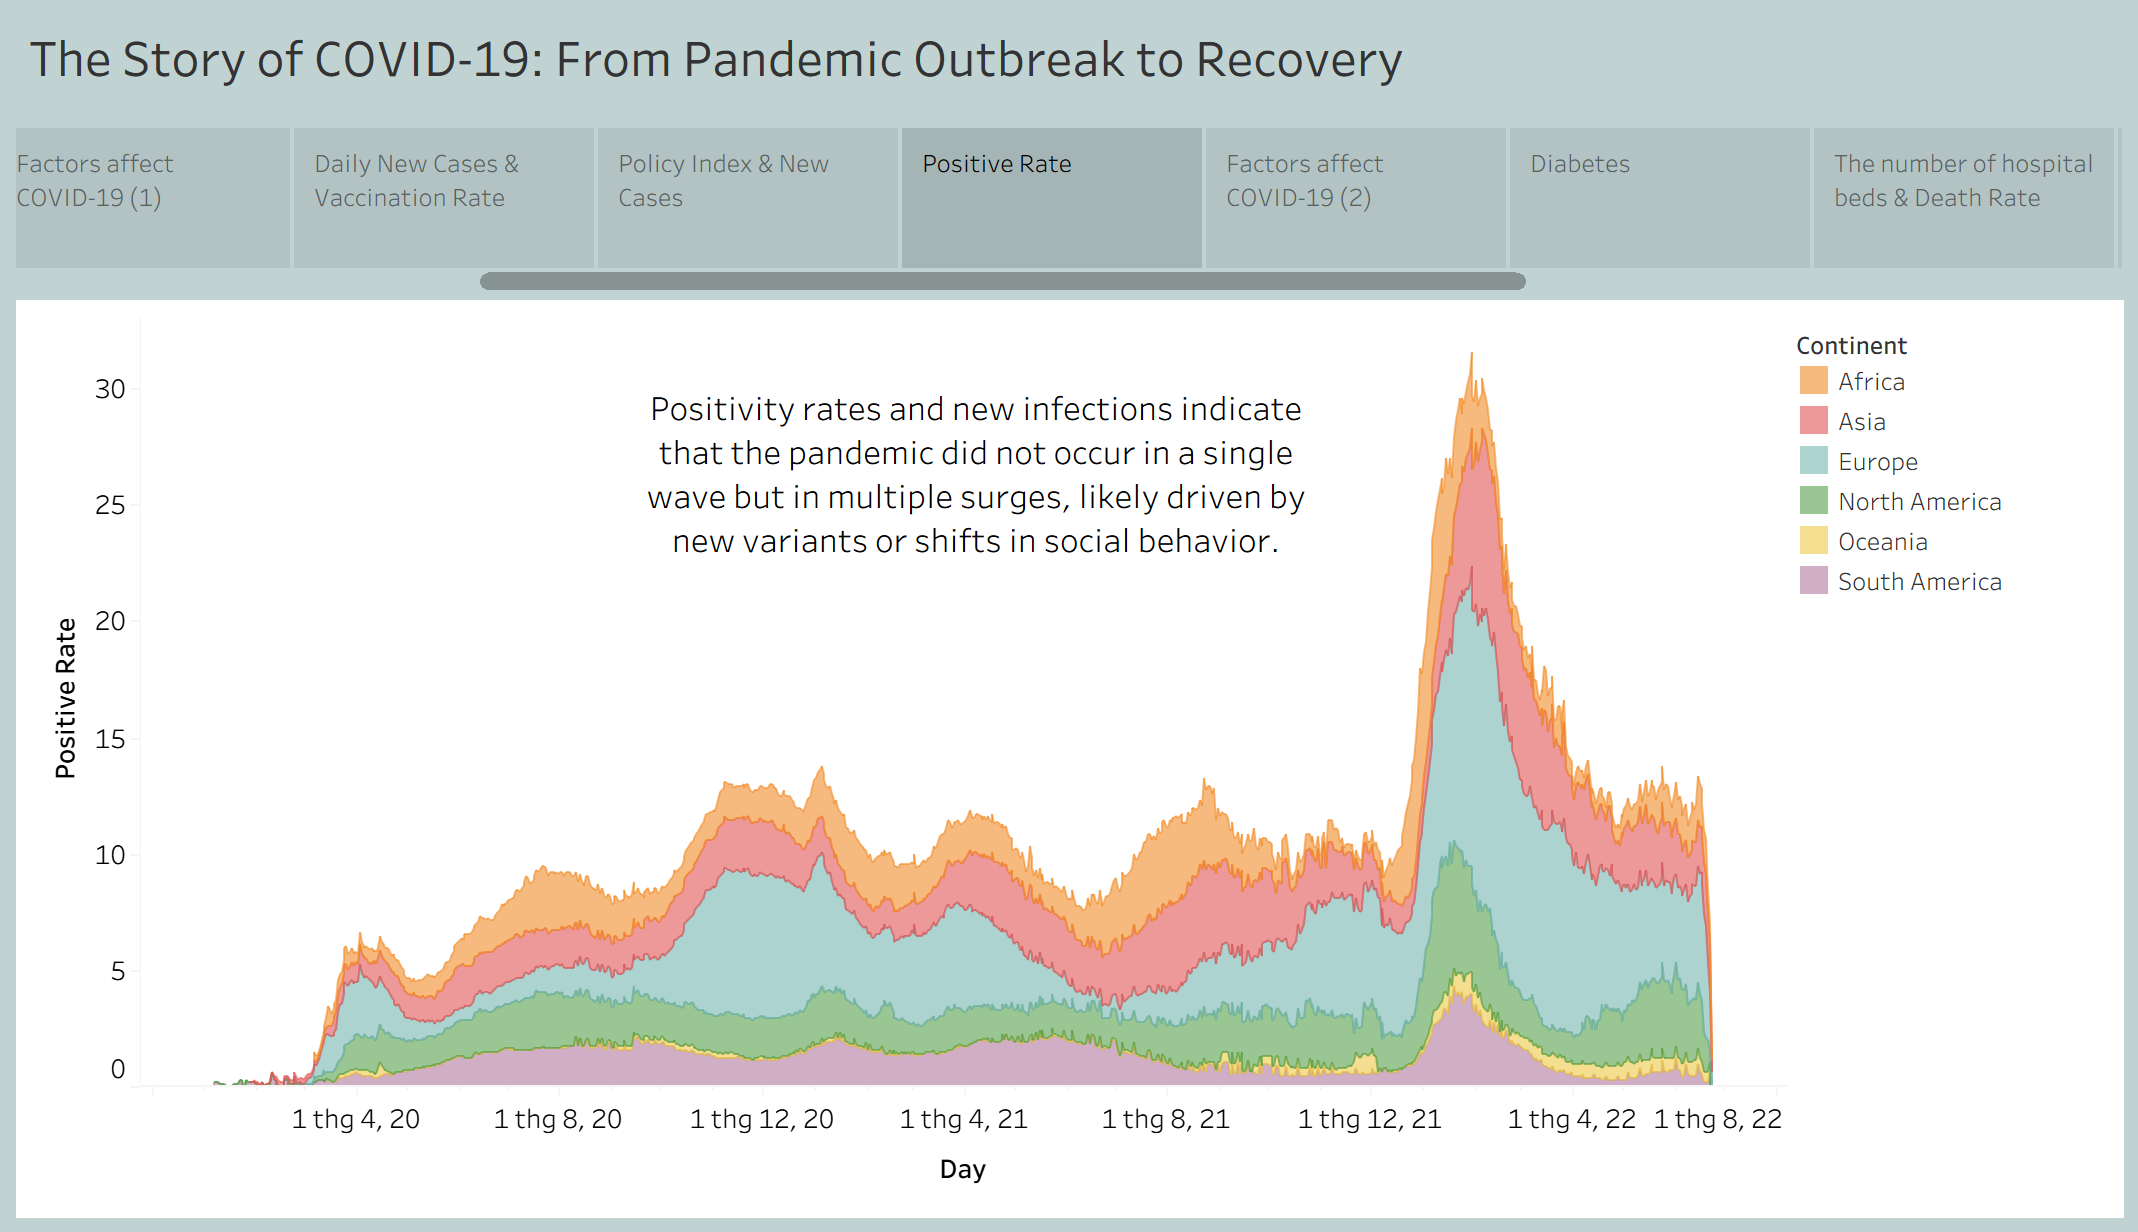 The Story of COVID-19: From Pandemic Outbreak to Recovery
Factors affect
COVID-19 (1)
Daily New Cases &
Vaccination Rate
Policy Index & New
Cases
Positive Rate
Factors affect
COVID-19 (2)
Diabetes
The number of hospital
beds & Death Rate
Positivity rates and new infections indicate
that the pandemic did not occur in a single
wave but in multiple surges, likely driven by
new variants or shifts in social behavior.
Continent
Africa
Asia
Europe
North America
Oceania
South America
Positive Rate
30
25
20
15
10
5
0
1 thg 4, 20
1 thg 8, 20
1 thg 12, 20
1 thg 4, 21
1 thg 8, 21
1 thg 12, 21
1 thg 4, 22
1 thg 8, 22
Day